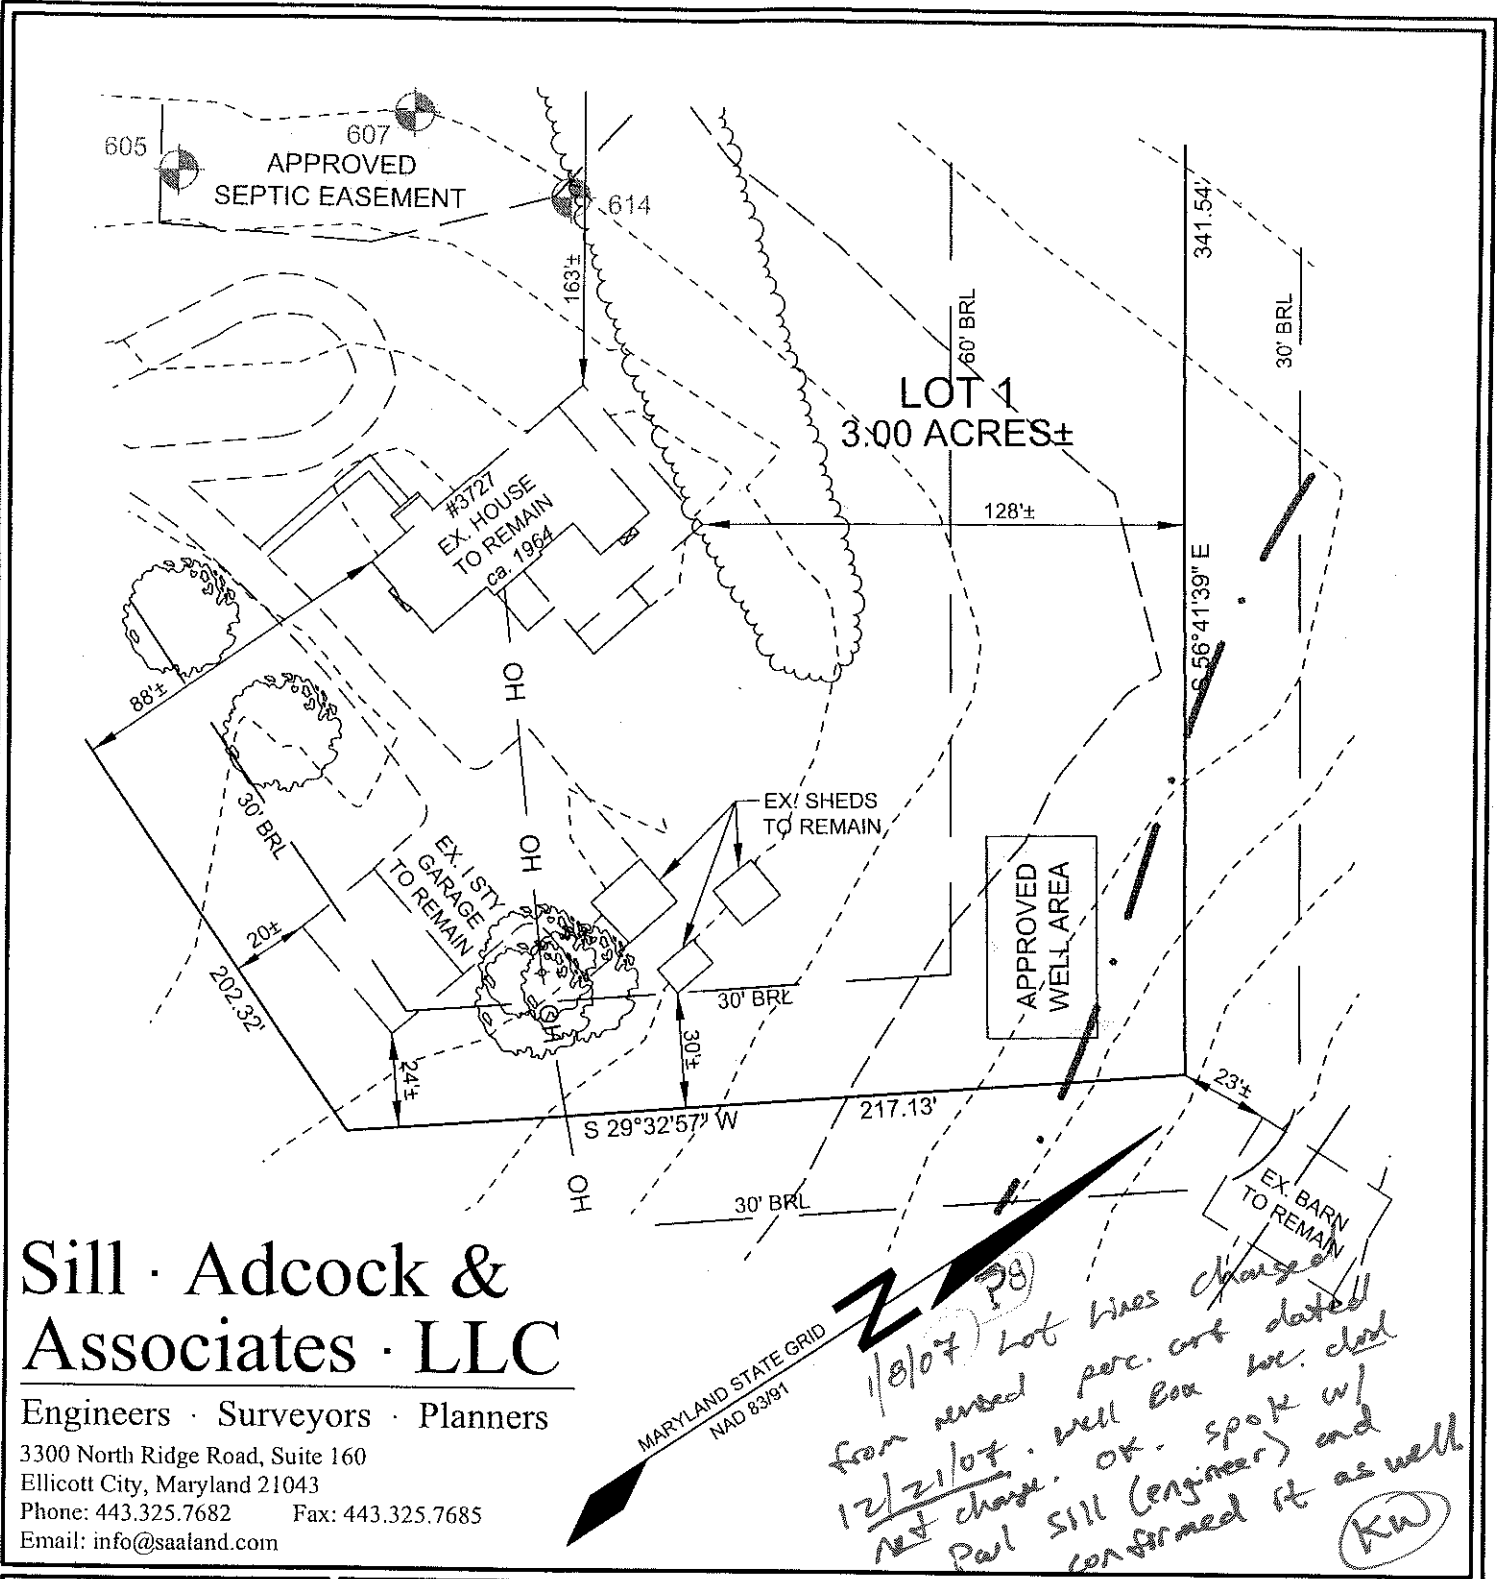 605
607
APPROVED
SEPTIC EASEMENT
614
163'±
60' BRL
341.54'
30' BRL
LOT 1
3.00 ACRES±
128'±
S 56°41'39" E
#3727
EX. HOUSE
TO REMAIN
ca. 1964
OH
88'±
30' BRL
OH
EX. 1 STY
GARAGE
TO REMAIN
EX. SHEDS
TO REMAIN
APPROVED
WELL AREA
20±
202.32'
OH
30' BRL
24'±
30'±
S 29°32'57" W
217.13'
23'±
OH
30' BRL
EX. BARN
TO REMAIN
Sill · Adcock &
Associates · LLC
Engineers · Surveyors · Planners
3300 North Ridge Road, Suite 160
Ellicott City, Maryland 21043
Phone: 443.325.7682 Fax: 443.325.7685
Email: info@saaland.com
N
MARYLAND STATE GRID
NAD 83/91
1/8/07 Lot Lines changed
from revised perc. cert dated
12/21/07. well box loc. did
not change. OK. spok w/
Paul Sill (engineer) and
confirmed it as well
KW